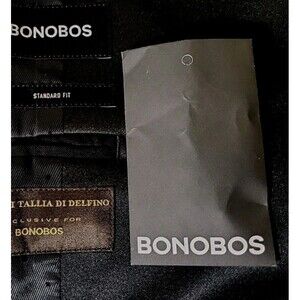 BONOBOS
STANDARD FIT
I TALLIA DI DELFINO
CLUSIVE FOR
BONOBOS
BONOBOS